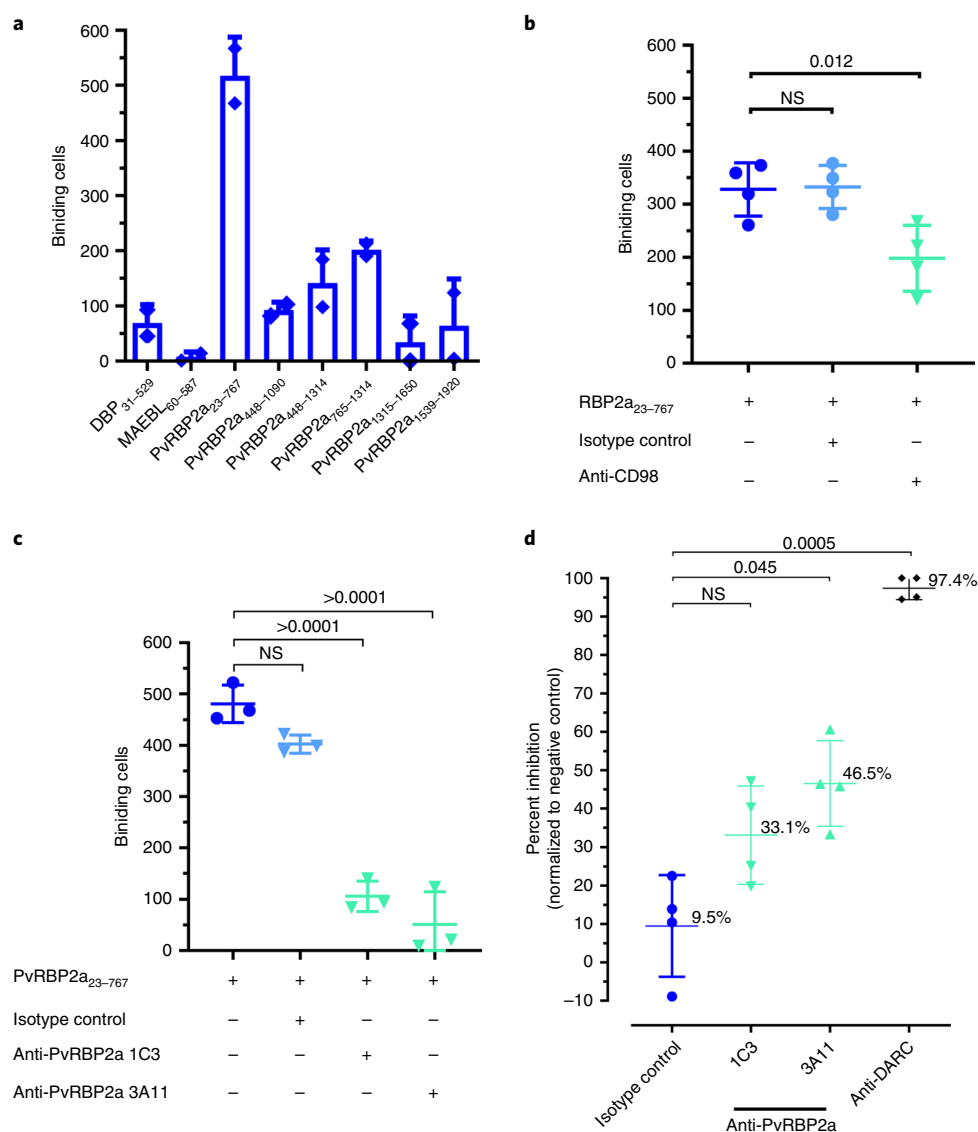 a
600
500
400
300
200
100
0
Biniding cells
DBP31–529
MAEBL60–587
PvRBP2a23–767
PvRBP2a448–1090
PvRBP2a448–1314
PvRBP2a765–1314
PvRBP2a1315–1650
PvRBP2a1539–1920
b
600
500
400
300
200
100
0
Biniding cells
0.012
NS
RBP2a23–767 + + +
Isotype control – + –
Anti-CD98 – – +
c
>0.0001
>0.0001
NS
600
500
400
300
200
100
0
Biniding cells
PvRBP2a23–767 + + + +
Isotype control – + – –
Anti-PvRBP2a 1C3 – – + –
Anti-PvRBP2a 3A11 – – – +
d
0.0005
0.045
NS
100
90
80
70
60
50
40
30
20
10
0
–10
Percent inhibition
(normalized to negative control)
97.4%
46.5%
33.1%
9.5%
Isotype control
1C3
3A11
Anti-DARC
Anti-PvRBP2a